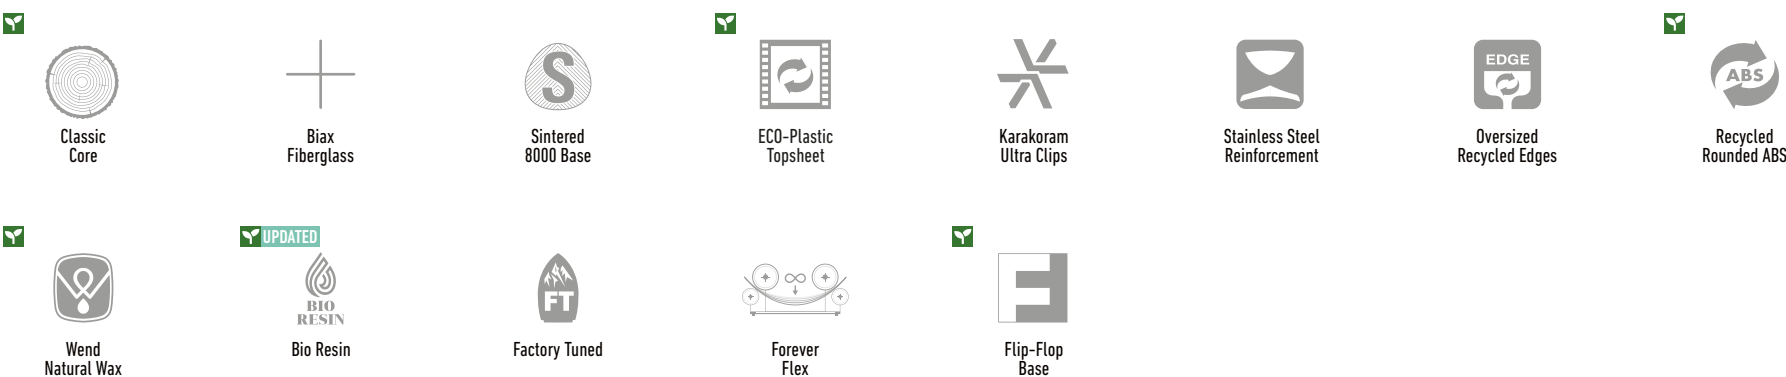 S
EDGE
ABS
Classic
Core
Biax
Fiberglass
Sintered
8000 Base
ECO-Plastic
Topsheet
Karakoram
Ultra Clips
Stainless Steel
Reinforcement
Oversized
Recycled Edges
Recycled
Rounded ABS
UPDATED
BIO
RESIN
FT
Wend
Natural Wax
Bio Resin
Factory Tuned
Forever
Flex
Flip-Flop
Base